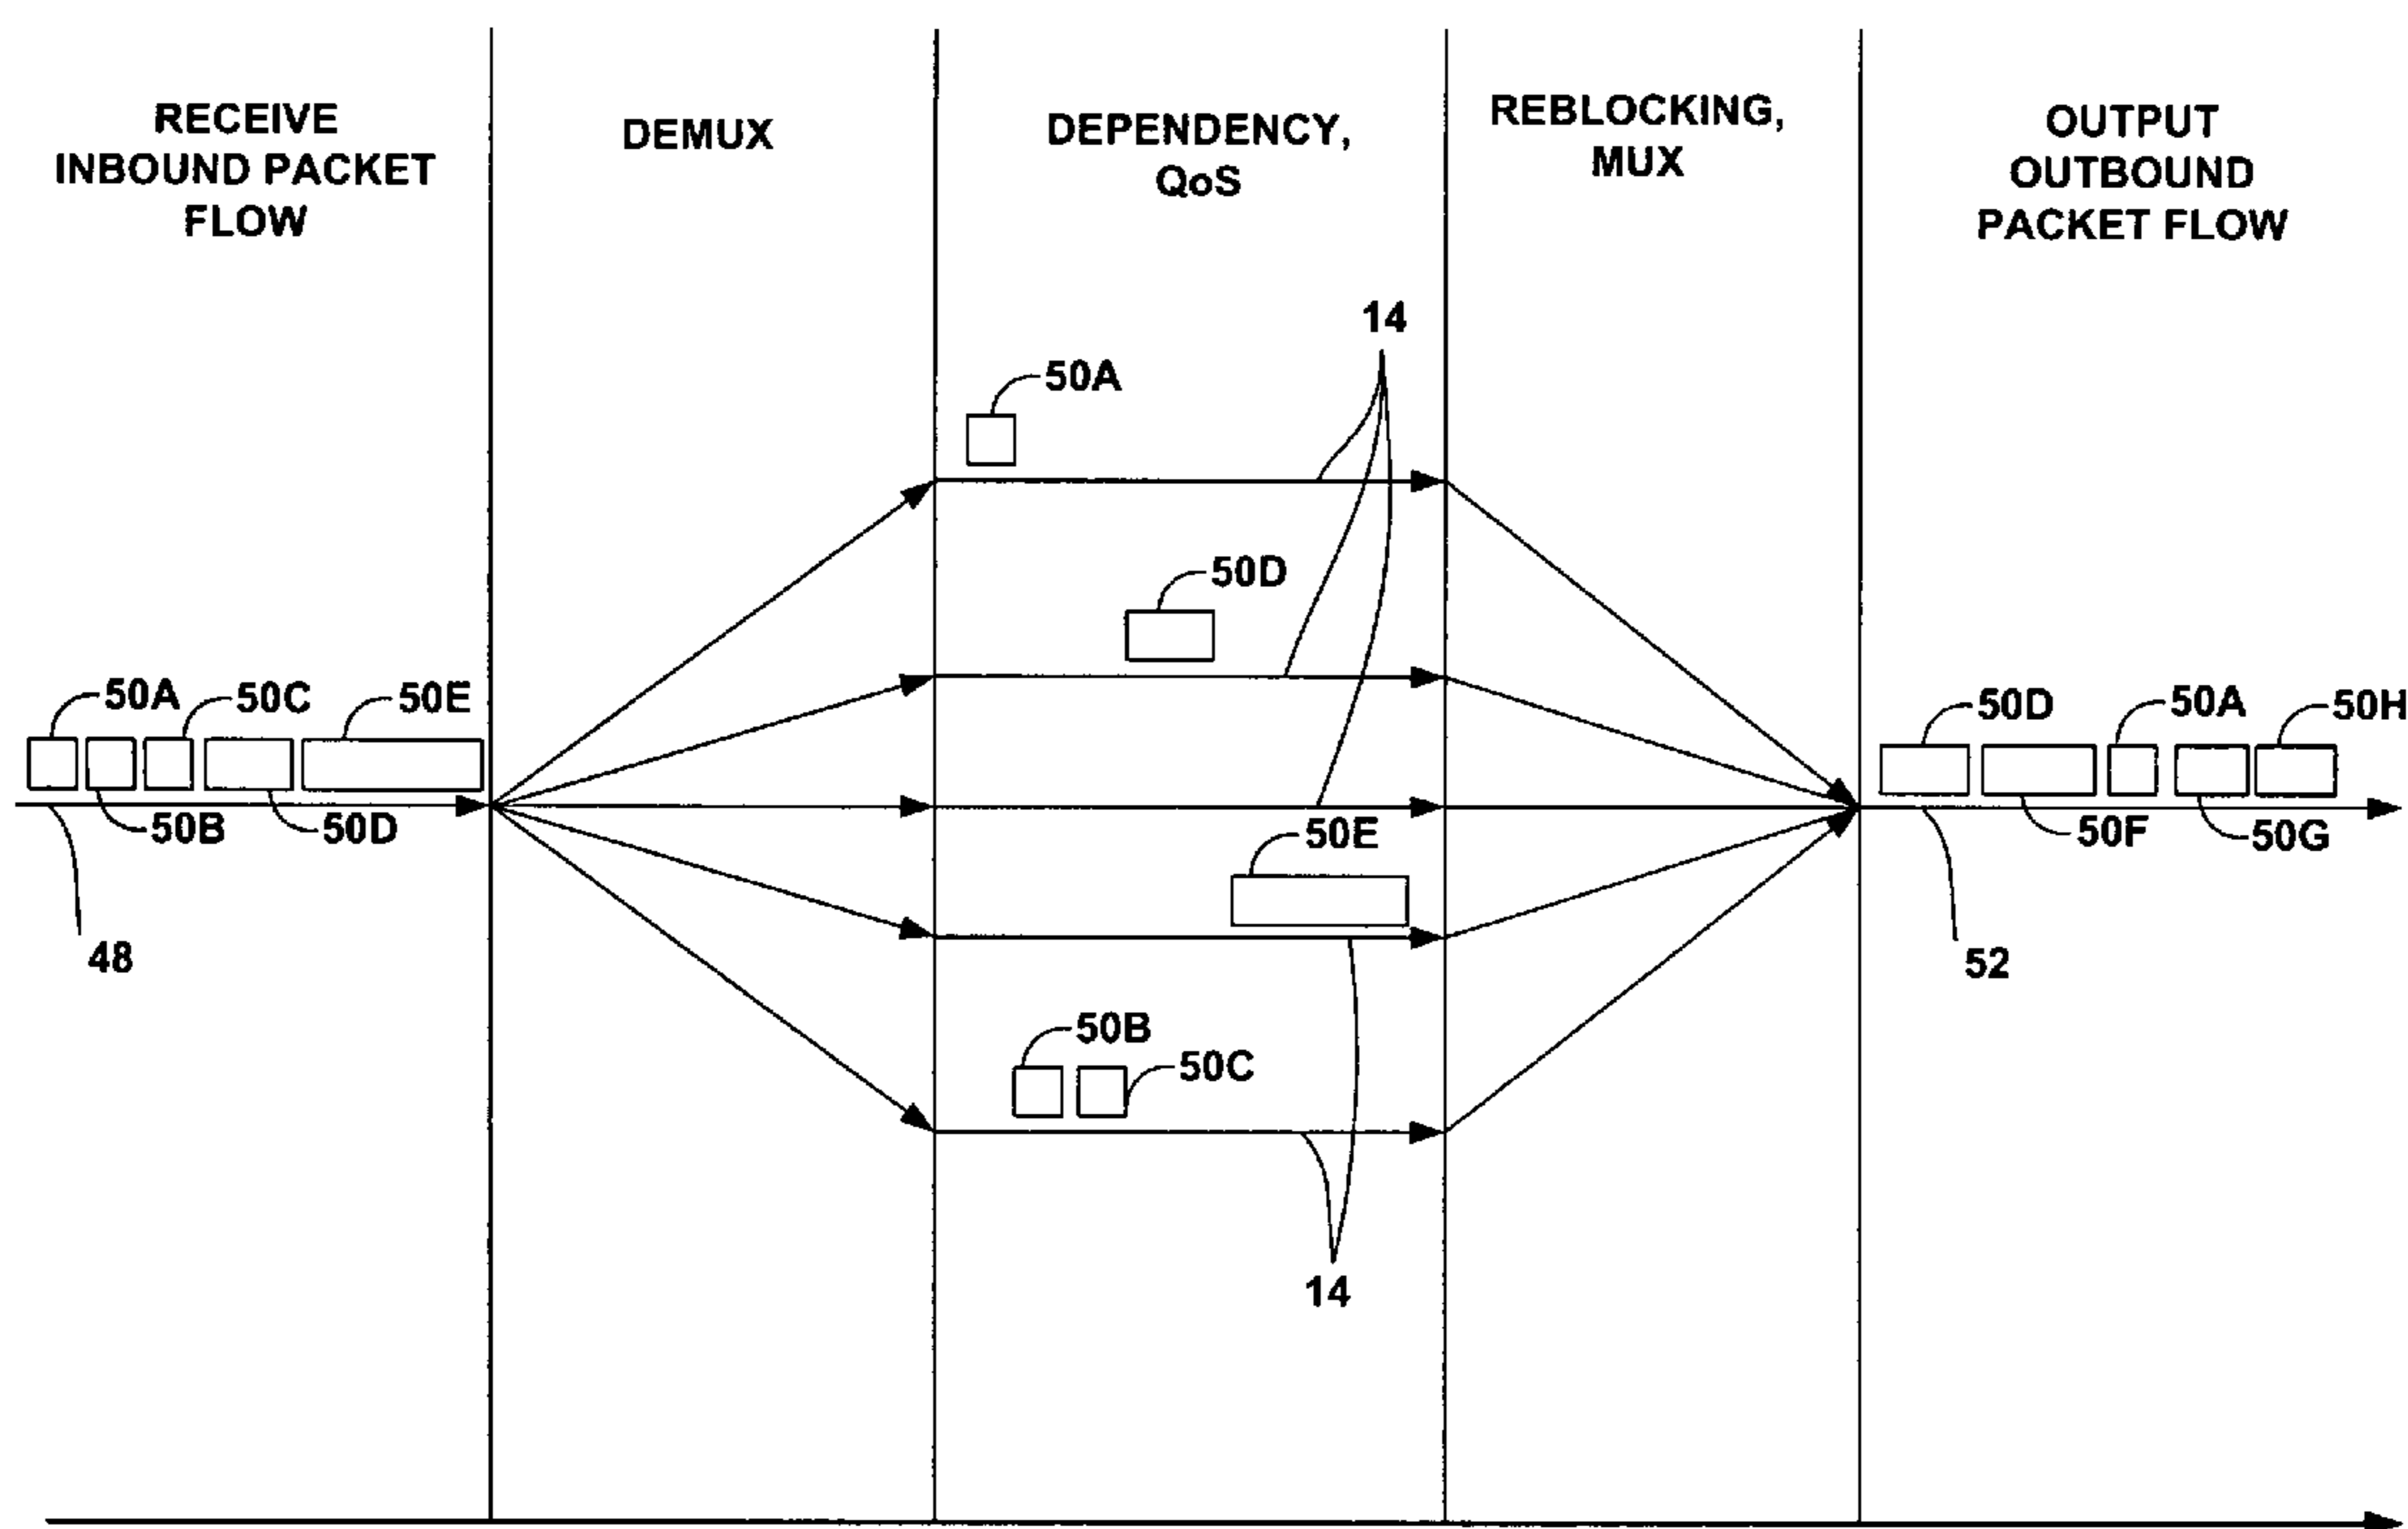 RECEIVE
INBOUND PACKET
FLOW
DEMUX
DEPENDENCY,
QoS
REBLOCKING,
MUX
OUTPUT
OUTBOUND
PACKET FLOW
14
50A
50D
50A
50C
50E
50B
50D
48
50E
50B
50C
14
50D
50A
50H
50F
50G
52